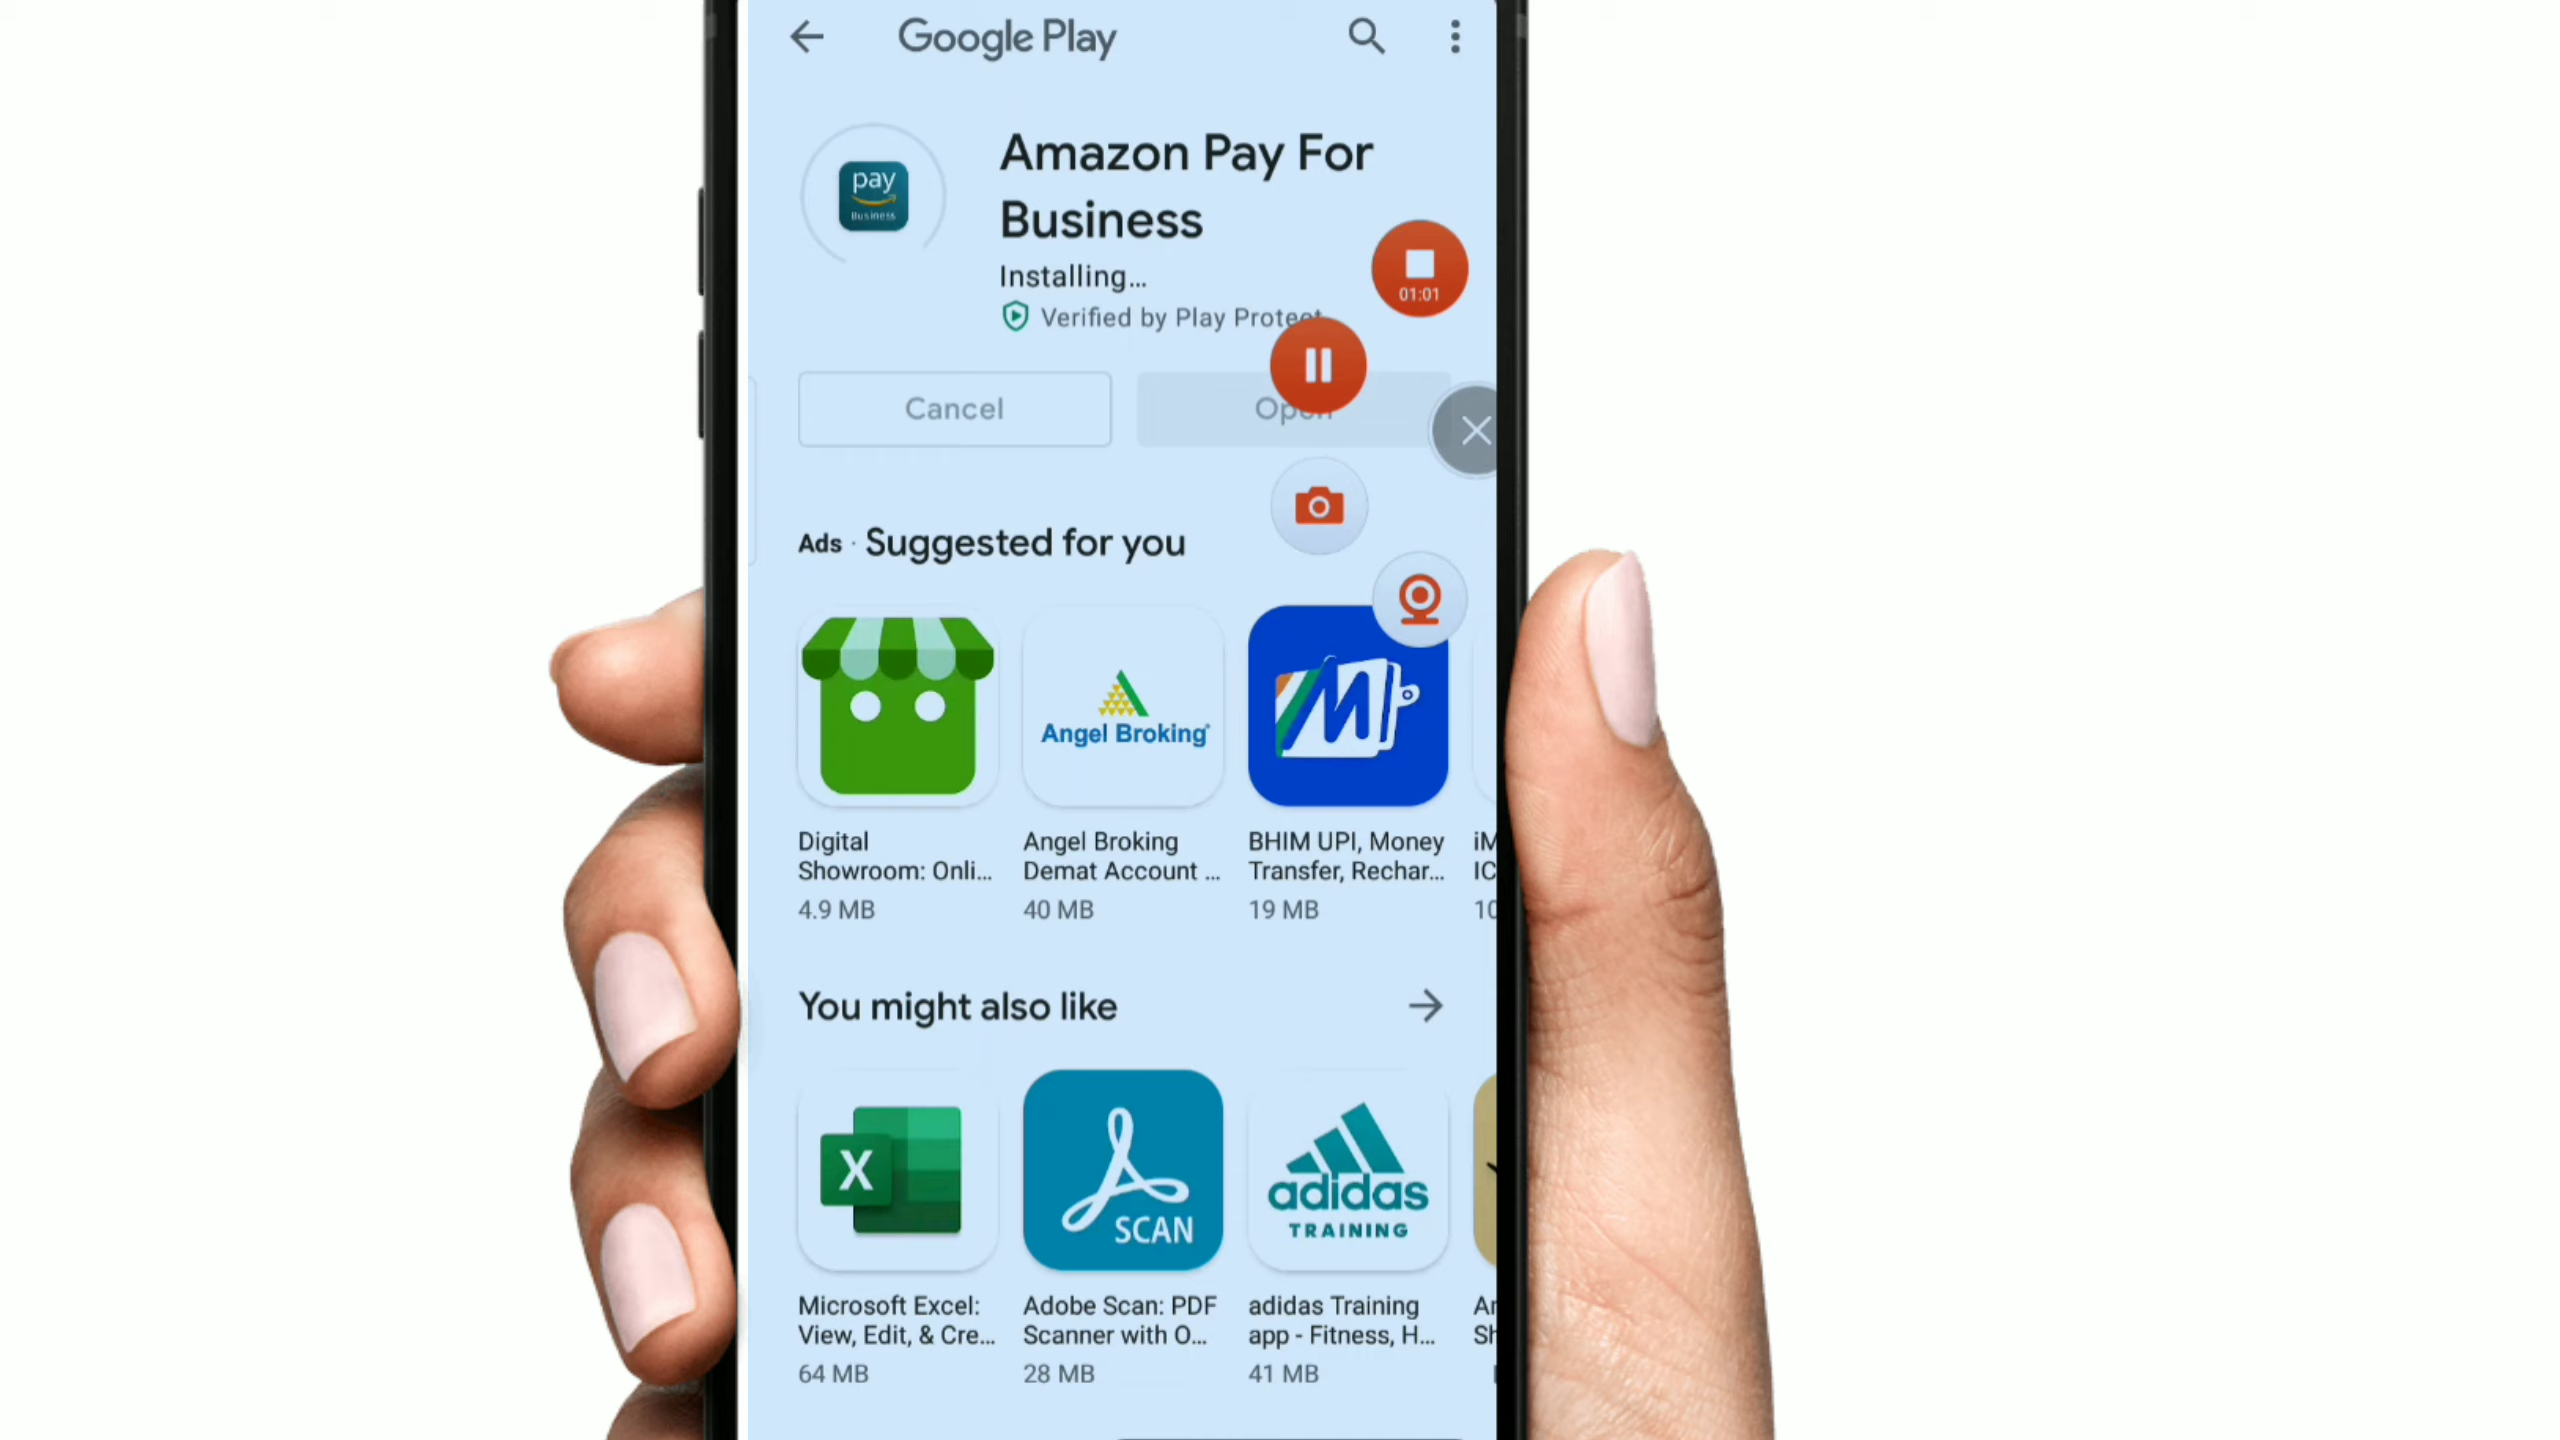 Google Play
Amazon Pay For
Business
pay
Business
Installing...
01:01
Verified by Play Protect
Cancel
Open
Ads · Suggested for you
Angel Broking
Digital
Showroom: Onli...
4.9 MB
Angel Broking
Demat Account ...
40 MB
BHIM UPI, Money
Transfer, Rechar...
19 MB
iM
IC
10
You might also like
X
SCAN
adidas
TRAINING
Microsoft Excel:
View, Edit, & Cre...
64 MB
Adobe Scan: PDF
Scanner with O...
28 MB
adidas Training
app - Fitness, H...
41 MB
Sh